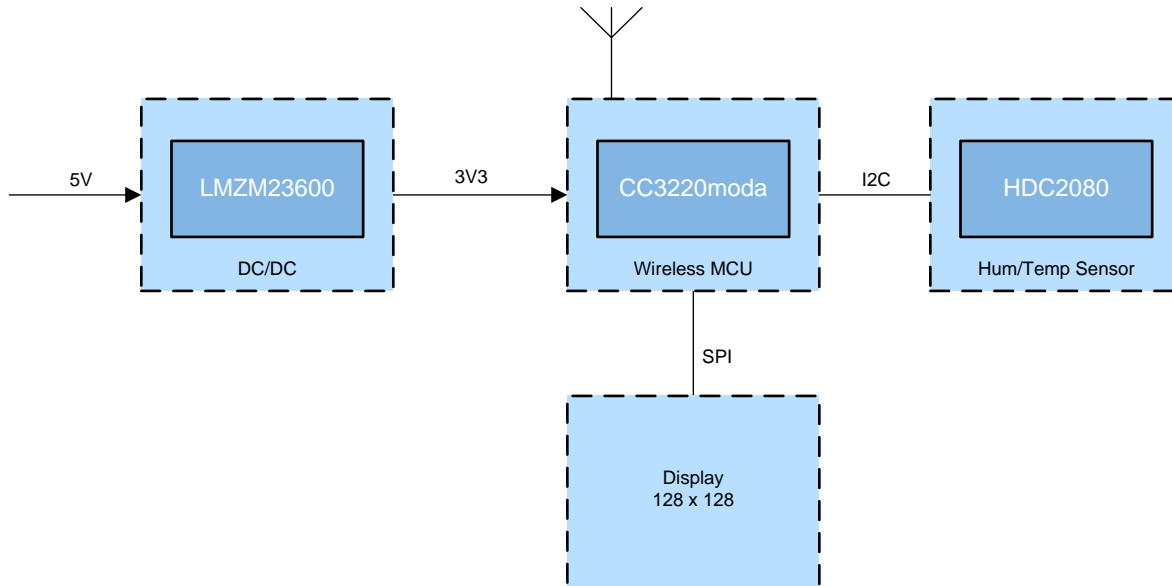 5V
LMZM23600
DC/DC
3V3
CC3220moda
Wireless MCU
I2C
HDC2080
Hum/Temp Sensor
SPI
Display
128 x 128